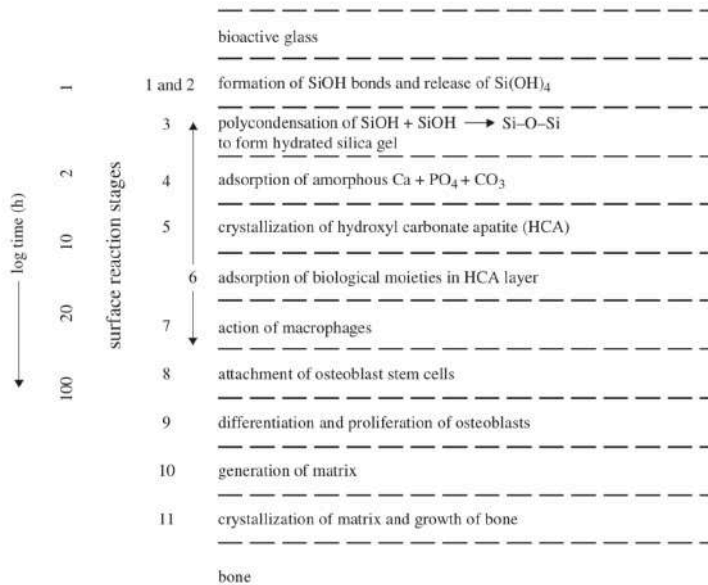 bioactive glass
1 and 2 formation of SiOH bonds and release of Si(OH)₄
3 polycondensation of SiOH + SiOH ⟶ Si–O–Si
to form hydrated silica gel
4 adsorption of amorphous Ca + PO₄ + CO₃
5 crystallization of hydroxyl carbonate apatite (HCA)
6 adsorption of biological moieties in HCA layer
7 action of macrophages
8 attachment of osteoblast stem cells
9 differentiation and proliferation of osteoblasts
10 generation of matrix
11 crystallization of matrix and growth of bone
bone
log time (h)
1
2
10
20
100
surface reaction stages